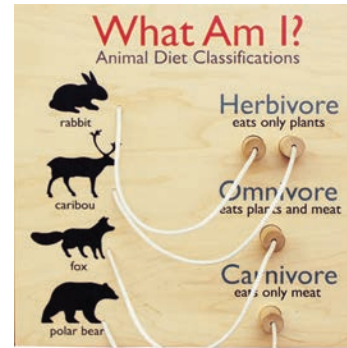 What Am I?
Animal Diet Classifications
rabbit
caribou
fox
polar bear
Herbivore
eats only plants
Omnivore
eats plants and meat
Carnivore
eats only meat